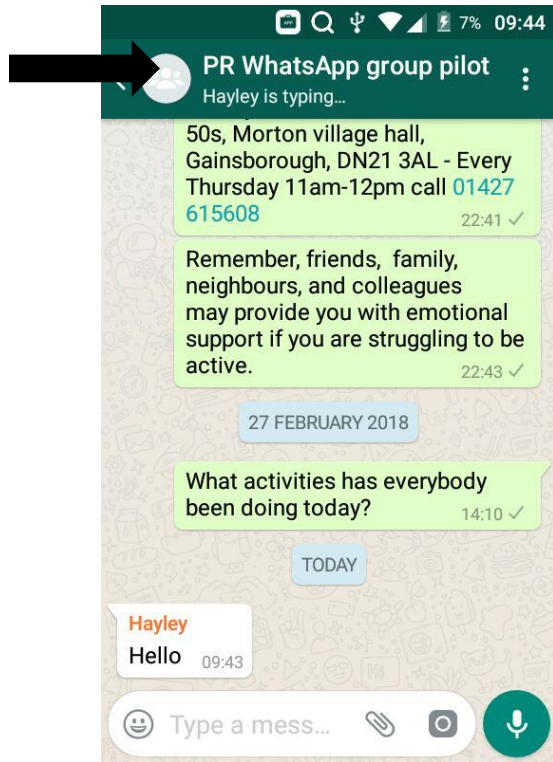 7% 09:44
PR WhatsApp group pilot
Hayley is typing...
50s, Morton village hall,
Gainsborough, DN21 3AL - Every
Thursday 11am-12pm call 01427
615608 22:41
Remember, friends, family,
neighbours, and colleagues
may provide you with emotional
support if you are struggling to be
active. 22:43
27 FEBRUARY 2018
What activities has everybody
been doing today? 14:10
TODAY
Hayley
Hello 09:43
Type a mess...